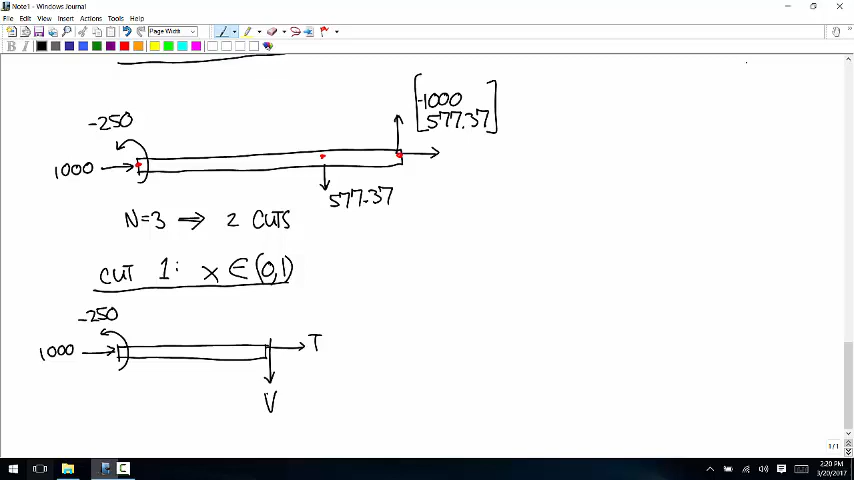 Note1 - Windows Journal
File Edit View Insert Actions Tools Help
Page Width
B I
-1000
577.37
-250
1000
577.37
N=3 ⇒ 2 CUTS
CUT 1: x ∈ (0,1)
-250
1000
T
V
1/1
2:20 PM
3/20/2017